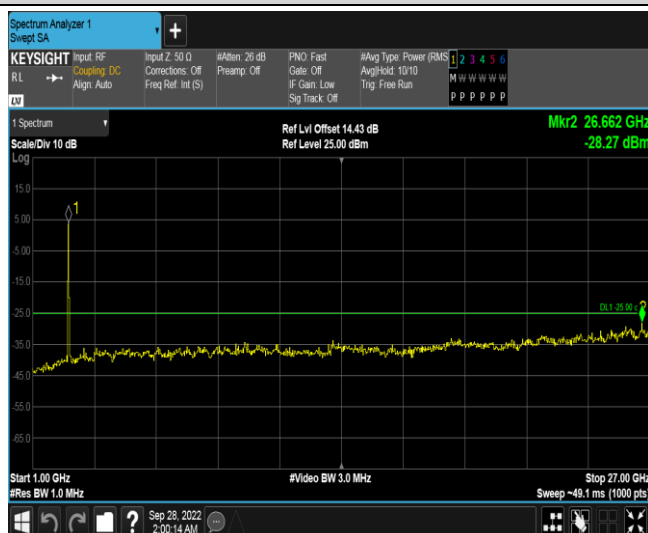 Spectrum Analyzer 1
Swept SA
+
KEYSIGHT
RL
Input: RF
Coupling: DC
Align: Auto
Input Z: 50 Ω
Corrections: Off
Freq Ref: Int (S)
#Atten: 26 dB
Preamp: Off
PNO: Fast
Gate: Off
IF Gain: Low
Sig Track: Off
#Avg Type: Power (RMS
Avg|Hold: 10/10
Trig: Free Run
1 2 3 4 5 6
M W W W W W
P P P P P P
LXI
1 Spectrum
Scale/Div 10 dB
Ref Lvl Offset 14.43 dB
Ref Level 25.00 dBm
Mkr2 26.662 GHz
-28.27 dBm
Log
15.0
5.00
-5.00
-15.0
-25.0
-35.0
-45.0
-55.0
-65.0
1
DL1 -25.00
2
Start 1.00 GHz
#Res BW 1.0 MHz
#Video BW 3.0 MHz
Stop 27.00 GHz
Sweep ~49.1 ms (1000 pts)
?
Sep 28, 2022
2:00:14 AM